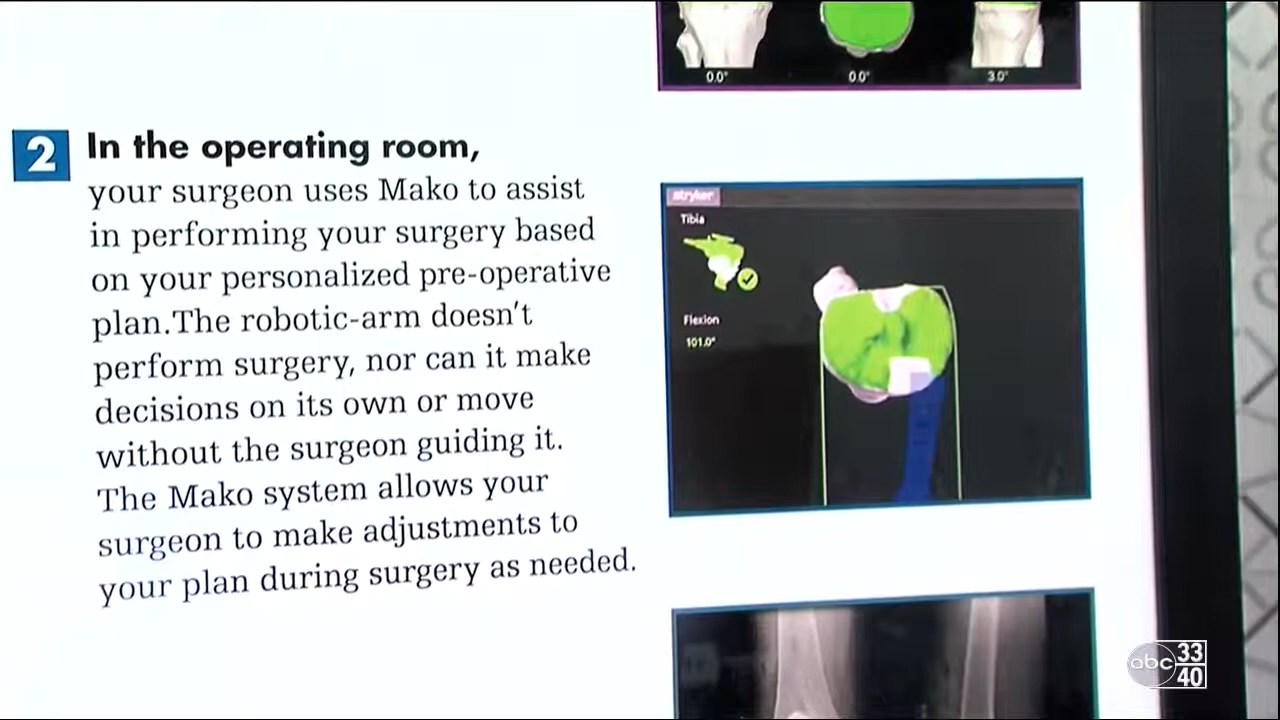 0.0°
0.0°
3.0°
2
In the operating room,
your surgeon uses Mako to assist
in performing your surgery based
on your personalized pre-operative
plan.The robotic-arm doesn't
perform surgery, nor can it make
decisions on its own or move
without the surgeon guiding it.
The Mako system allows your
surgeon to make adjustments to
your plan during surgery as needed.
stryker
Tibia
Flexion
101.0°
abc 33
40